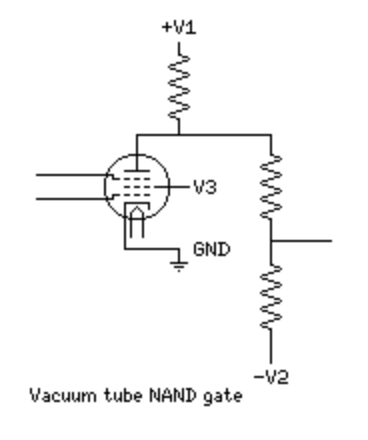 +V1
V3
GND
-V2
Vacuum tube NAND gate